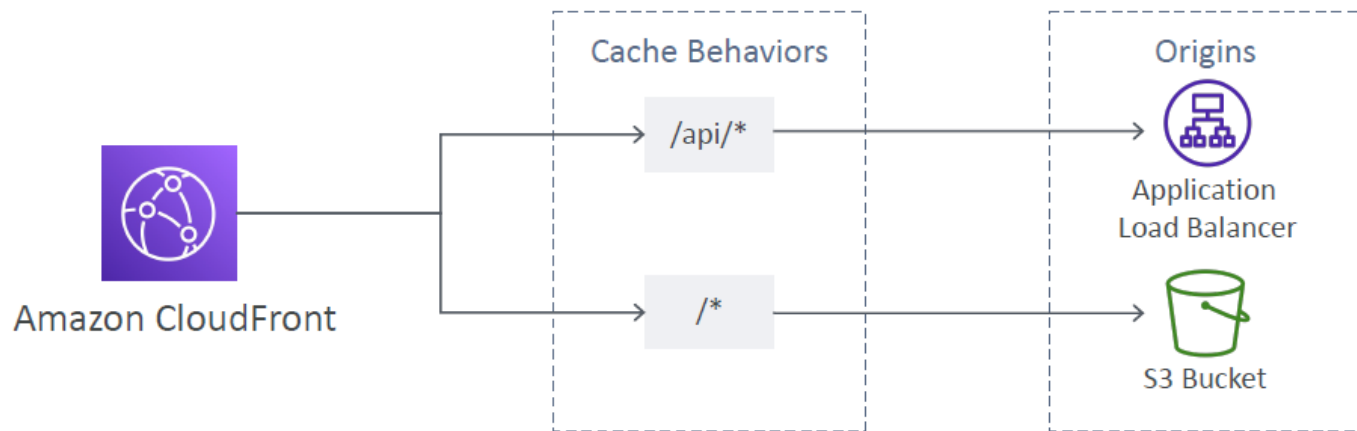 Cache Behaviors
Origins
/api/*
Application
Load Balancer
Amazon CloudFront
/*
S3 Bucket